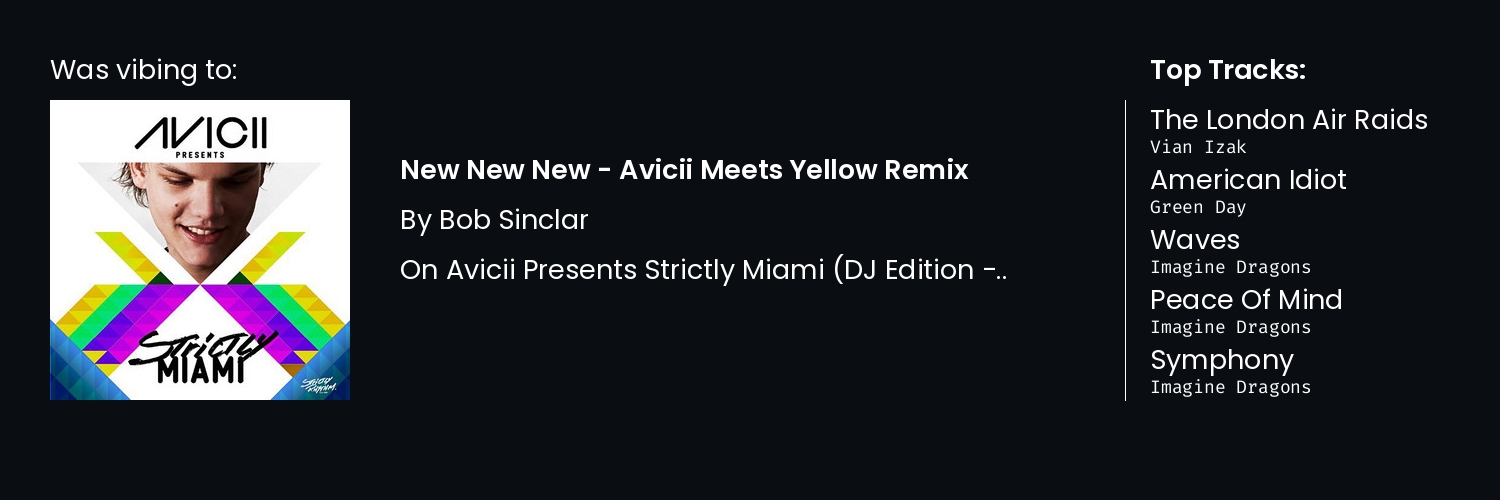 Was vibing to:
AVICII
PRESENTS
STRICTLY
MIAMI
STRICTLY
RHYTHM.
New New New - Avicii Meets Yellow Remix
By Bob Sinclar
On Avicii Presents Strictly Miami (DJ Edition -..
Top Tracks:
The London Air Raids
Vian Izak
American Idiot
Green Day
Waves
Imagine Dragons
Peace Of Mind
Imagine Dragons
Symphony
Imagine Dragons